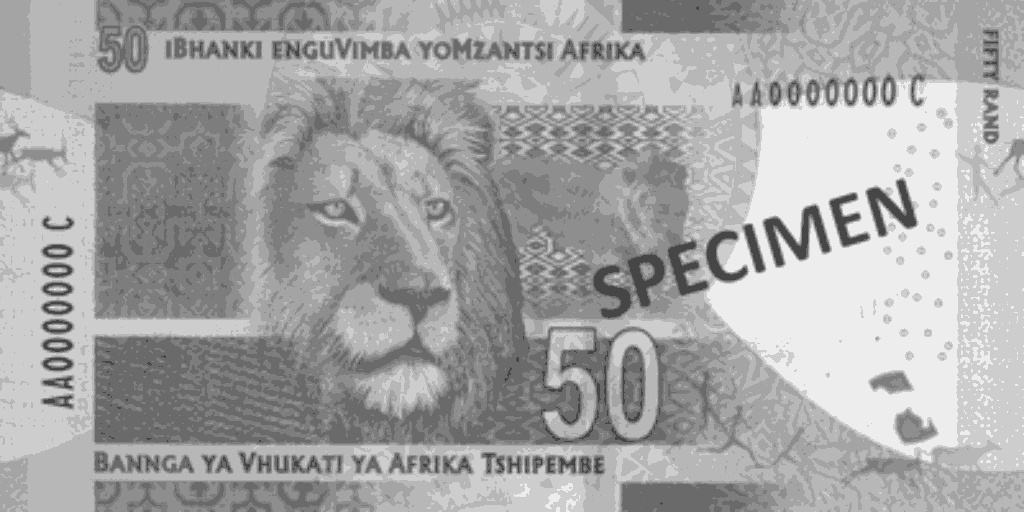 50 iBHANKI ENGUVIMBA YOMZANTSI AFRIKA
FIFTY RAND
AA0000000 C
AA0000000 C
SPECIMEN
50
BANNGA YA VHUKATI YA AFRIKA TSHIPEMBE